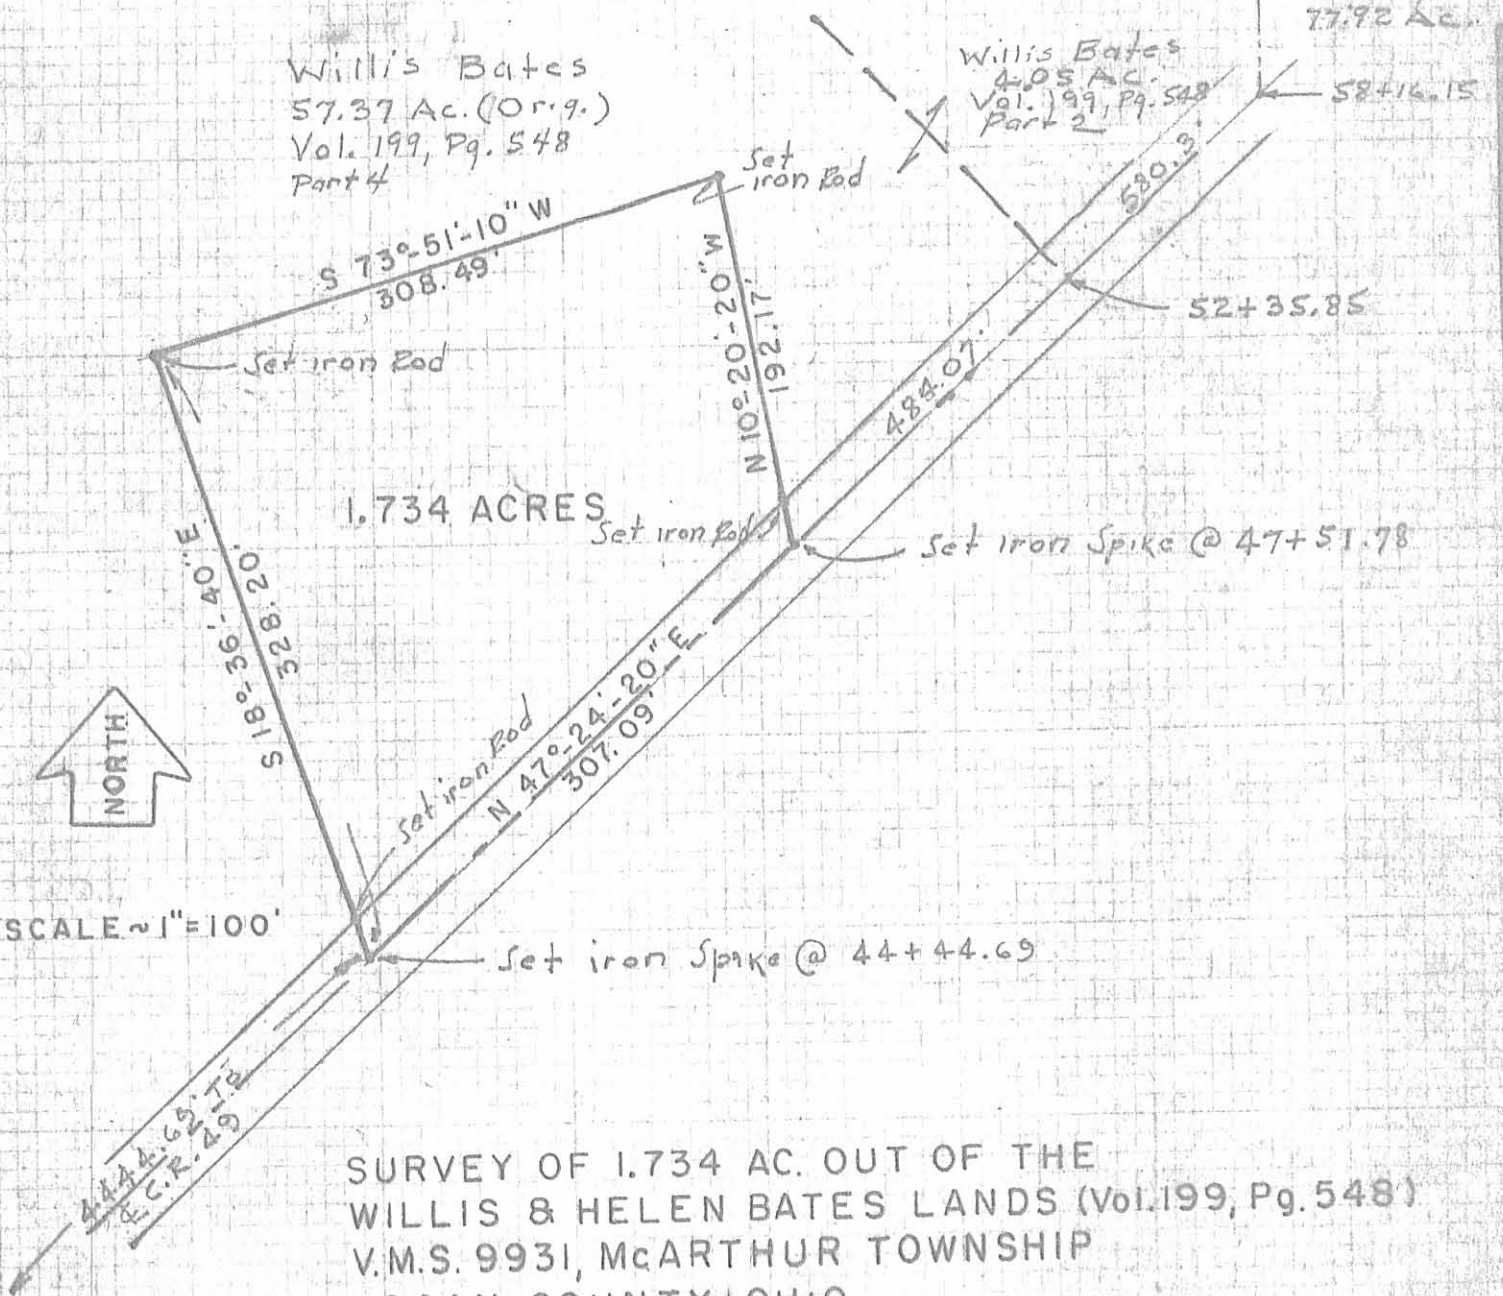 77.92 Ac.
Willis Bates
57.37 Ac. (Orig.)
Vol. 199, Pg. 548
Part 4
Willis Bates
4.05 Ac.
Vol. 199, Pg. 548
Part 2
58+16.15
Set
iron Rod
580.3'
S 73°-51'-10" W
308.49'
N 10°-20'-20" W
192.17'
52+35.85
Set iron Rod
484.07'
1.734 ACRES
Set iron Rod
Set iron Spike @ 47+51.78
S 18°-36'-40" E
328.20'
N 47°-24'-20" E
307.09'
Set iron Rod
NORTH
SCALE ~ 1"=100'
Set iron Spike @ 44+44.69
4444.69' To
℄ C.R. 49
SURVEY OF 1.734 AC. OUT OF THE
WILLIS & HELEN BATES LANDS (Vol. 199, Pg. 548)
V.M.S. 9931, McARTHUR TOWNSHIP
COUNTY, OHIO